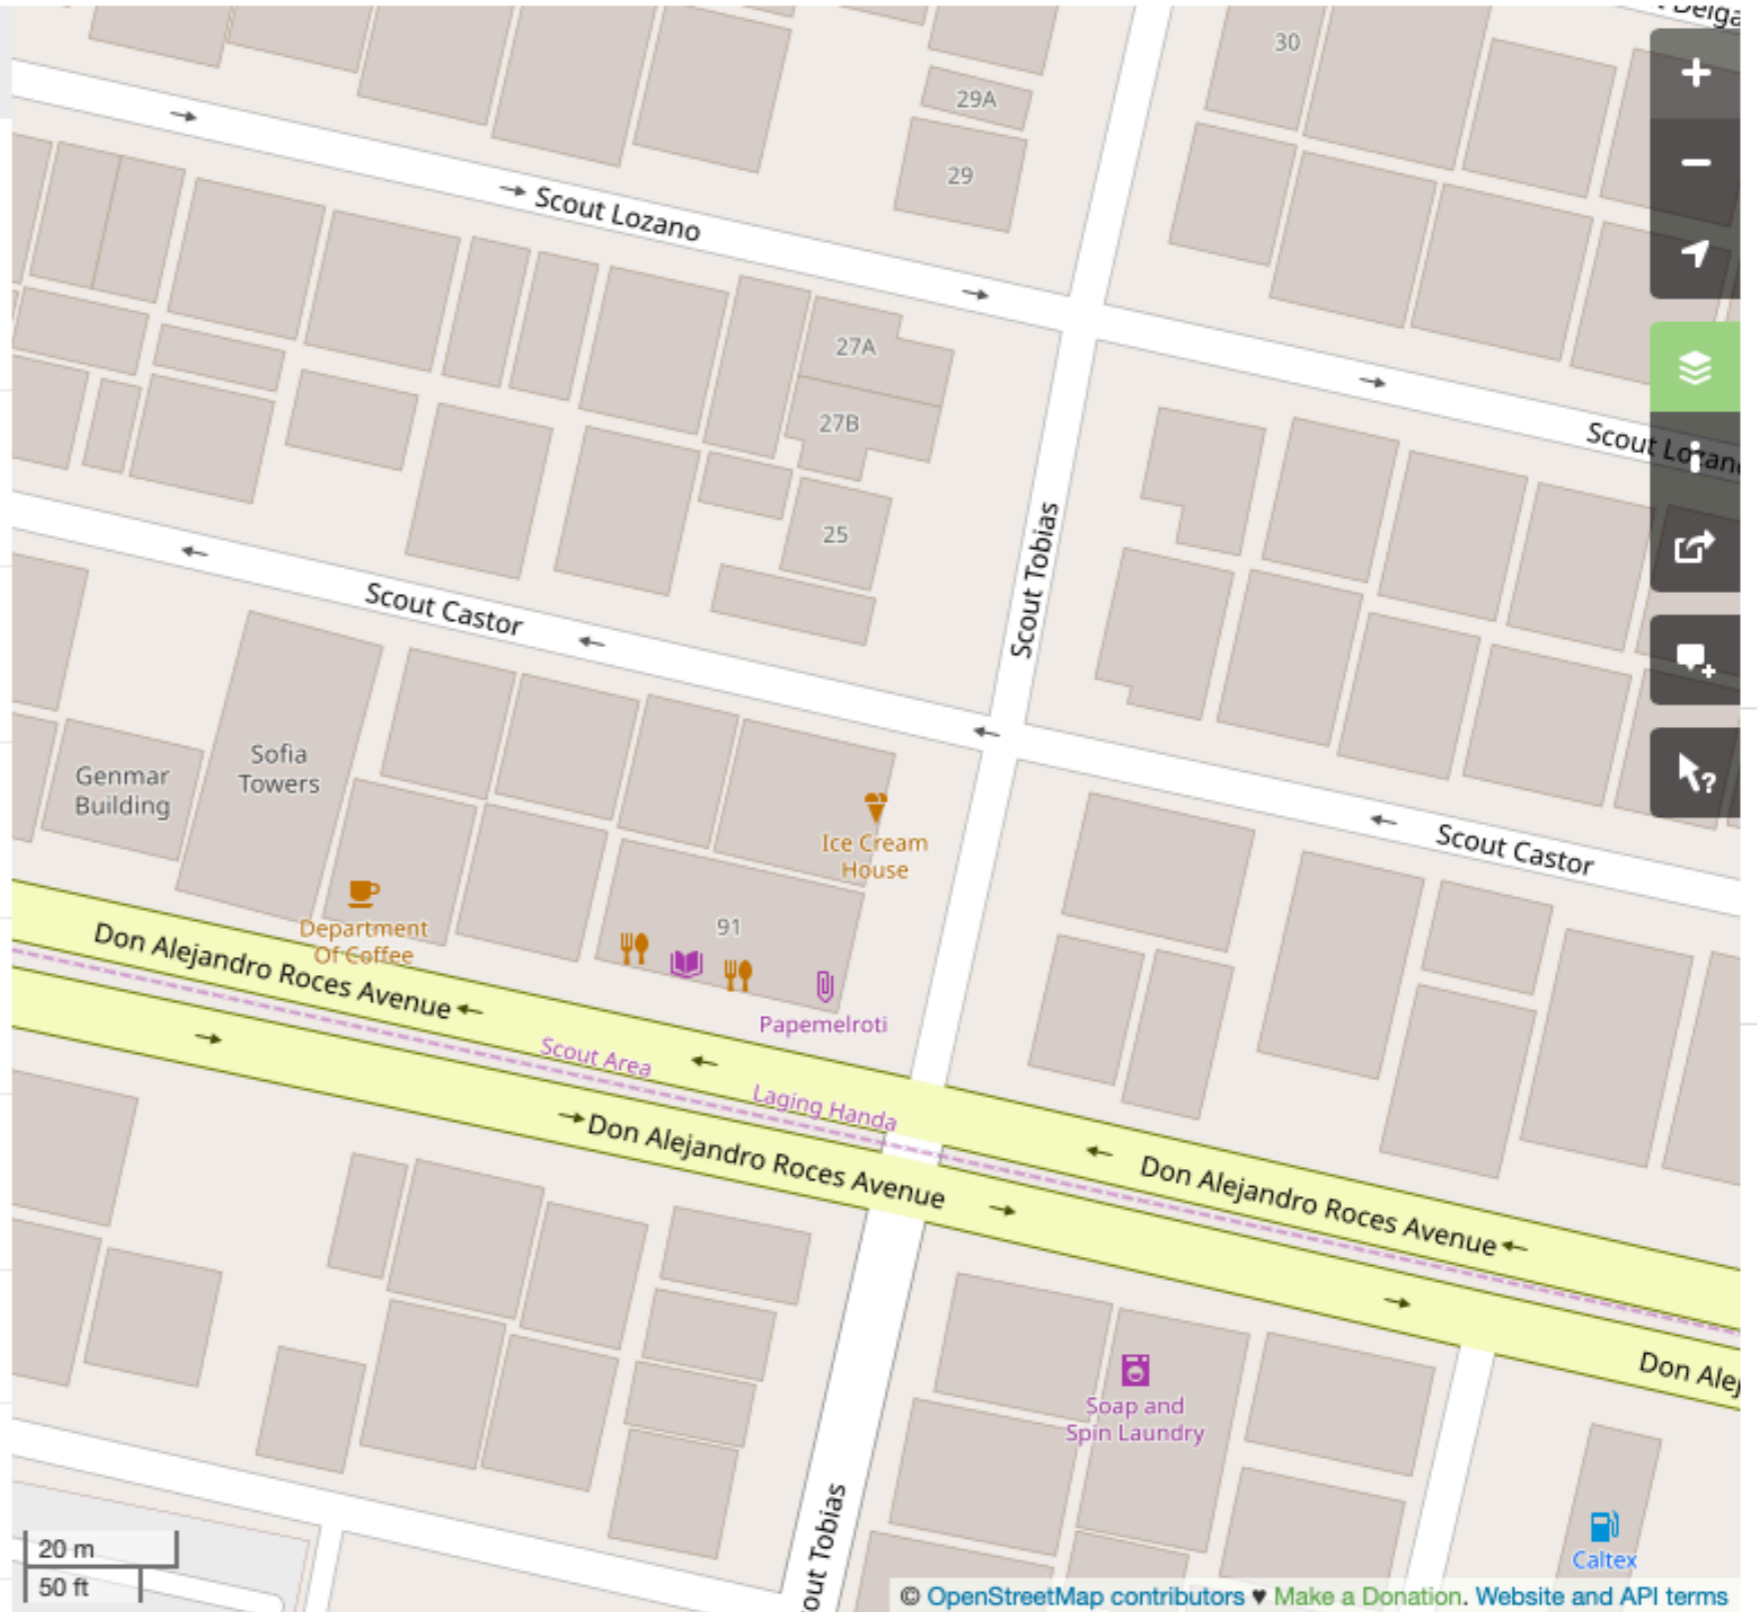 Delga
30
29A
29
Scout Lozano
27A
27B
Scout Lozano
25
Scout Tobias
Scout Castor
Sofia
Towers
Genmar
Building
Ice Cream
House
Scout Castor
91
Department
Of Coffee
Don Alejandro Roces Avenue
Papemelroti
Scout Area
Laging Handa
Don Alejandro Roces Avenue
Don Alejandro Roces Avenue
Don Alej
Soap and
Spin Laundry
out Tobias
Caltex
20 m
50 ft
© OpenStreetMap contributors ♥ Make a Donation. Website and API terms